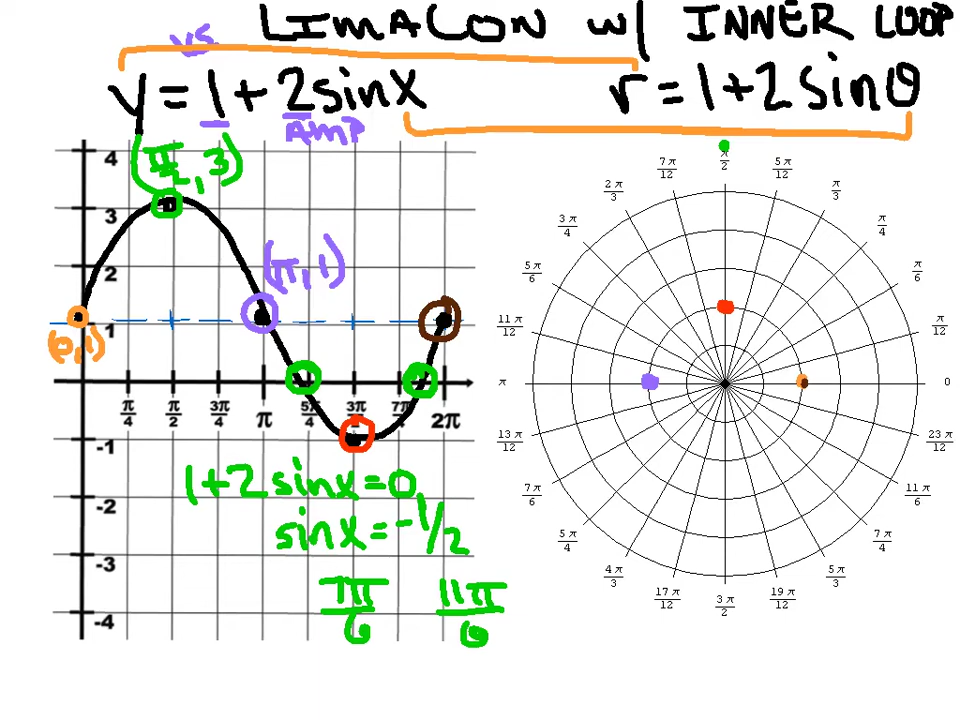 LIMACON w/ INNER LOOP
VS
y = 1 + 2sinx
r = 1 + 2sinθ
AMP
(π/2, 3)
4
3
2
1
-1
-2
-3
-4
(π, 1)
(0, 1)
π/4 π/2 3π/4 π 5π/4 3π 7π 2π
1 + 2 sinx = 0
sinx = -1/2
7π/6 11π/6
π/2
7π/12 5π/12
2π/3 π/3
3π/4 π/4
5π/6 π/6
11π/12 π/12
π 0
13π/12 23π/12
7π/6 11π/6
5π/4 7π/4
4π/3 5π/3
17π/12 19π/12
3π/2